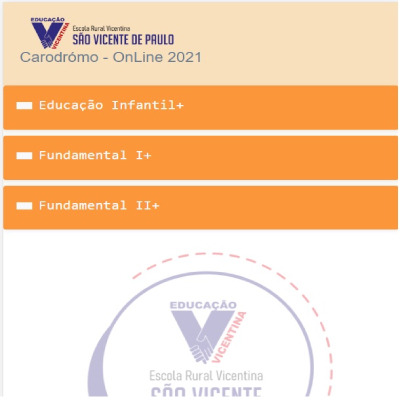 EDUCAÇÃO
VICENTINA
Escola Rural Vicentina
SÃO VICENTE DE PAULO
Carodrómo - OnLine 2021
Educação Infantil+
Fundamental I+
Fundamental II+
EDUCAÇÃO
VICENTINA
Escola Rural Vicentina
SÃO VICENTE